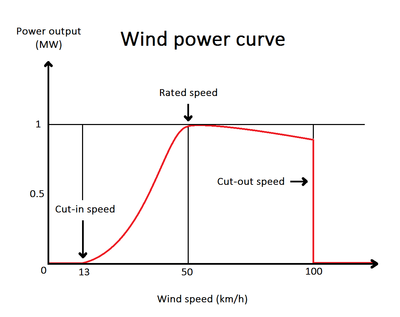 Power output
(MW)
Wind power curve
Rated speed
1
Cut-out speed
0.5
Cut-in speed
0
13
50
100
Wind speed (km/h)